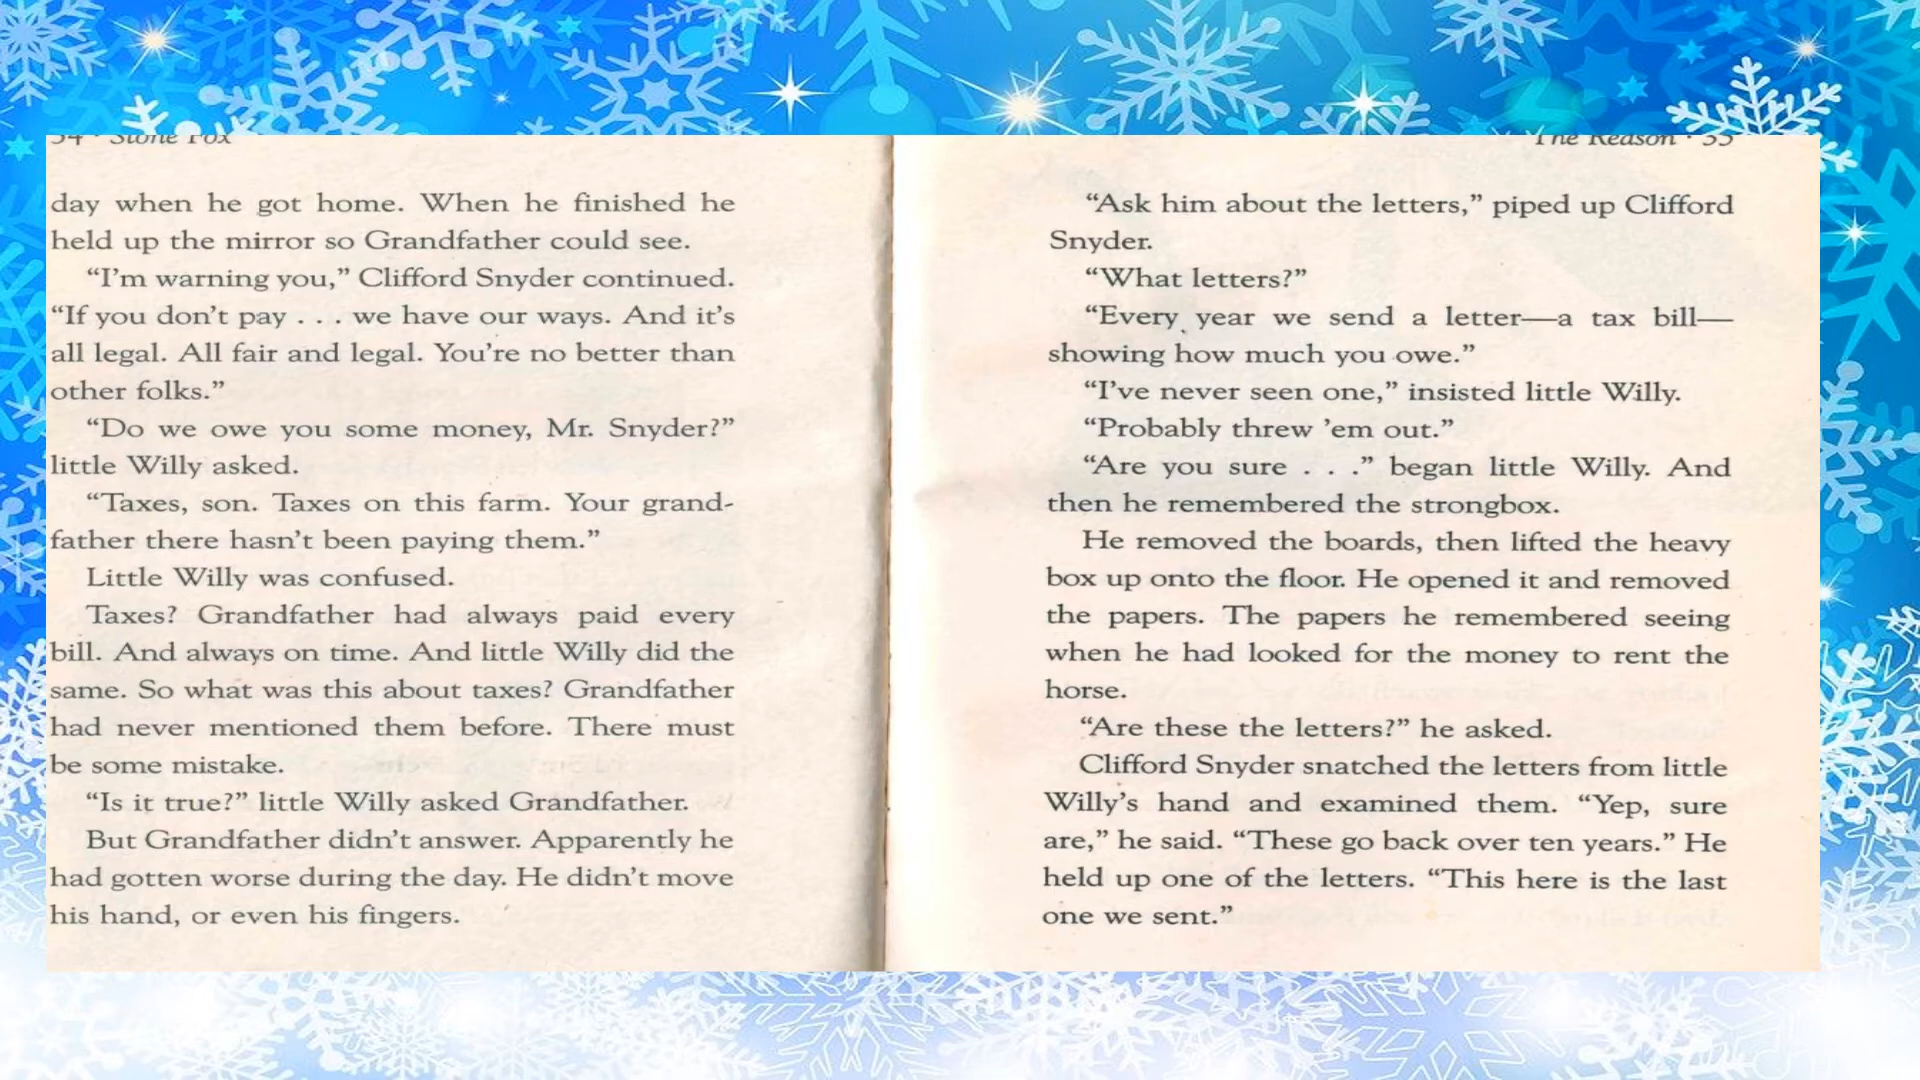 54 · Stone Fox
day when he got home. When he finished he
held up the mirror so Grandfather could see.
“I’m warning you,” Clifford Snyder continued.
“If you don’t pay . . . we have our ways. And it’s
all legal. All fair and legal. You’re no better than
other folks.”
“Do we owe you some money, Mr. Snyder?”
little Willy asked.
“Taxes, son. Taxes on this farm. Your grand-
father there hasn’t been paying them.”
Little Willy was confused.
Taxes? Grandfather had always paid every
bill. And always on time. And little Willy did the
same. So what was this about taxes? Grandfather
had never mentioned them before. There must
be some mistake.
“Is it true?” little Willy asked Grandfather.
But Grandfather didn’t answer. Apparently he
had gotten worse during the day. He didn’t move
his hand, or even his fingers.
The Reason · 55
“Ask him about the letters,” piped up Clifford
Snyder.
“What letters?”
“Every year we send a letter—a tax bill—
showing how much you owe.”
“I’ve never seen one,” insisted little Willy.
“Probably threw ’em out.”
“Are you sure . . .” began little Willy. And
then he remembered the strongbox.
He removed the boards, then lifted the heavy
box up onto the floor. He opened it and removed
the papers. The papers he remembered seeing
when he had looked for the money to rent the
horse.
“Are these the letters?” he asked.
Clifford Snyder snatched the letters from little
Willy’s hand and examined them. “Yep, sure
are,” he said. “These go back over ten years.” He
held up one of the letters. “This here is the last
one we sent.”